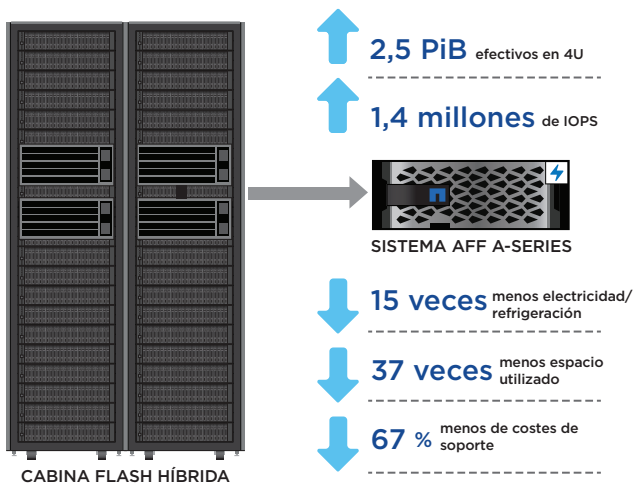 2,5 PiB efectivos en 4U
1,4 millones de IOPS
SISTEMA AFF A-SERIES
15 veces menos electricidad/
refrigeración
37 veces menos espacio
utilizado
67 % menos de costes de
soporte
CABINA FLASH HÍBRIDA